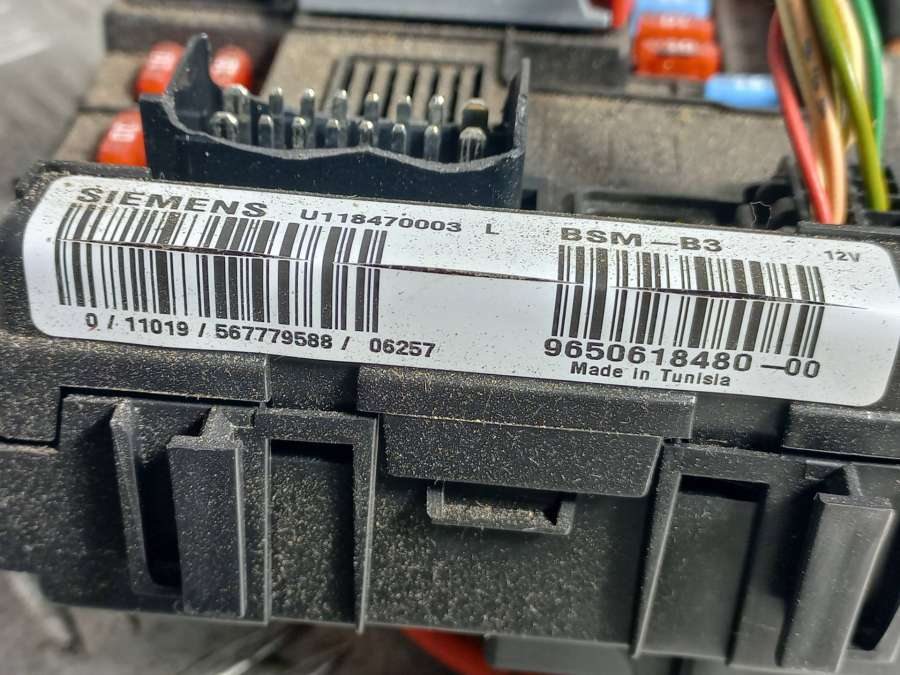 SIEMENS U118470003 L BSM-B3 12V
0/11019/567779588/ 06257
9650618480-00
Made in Tunisia